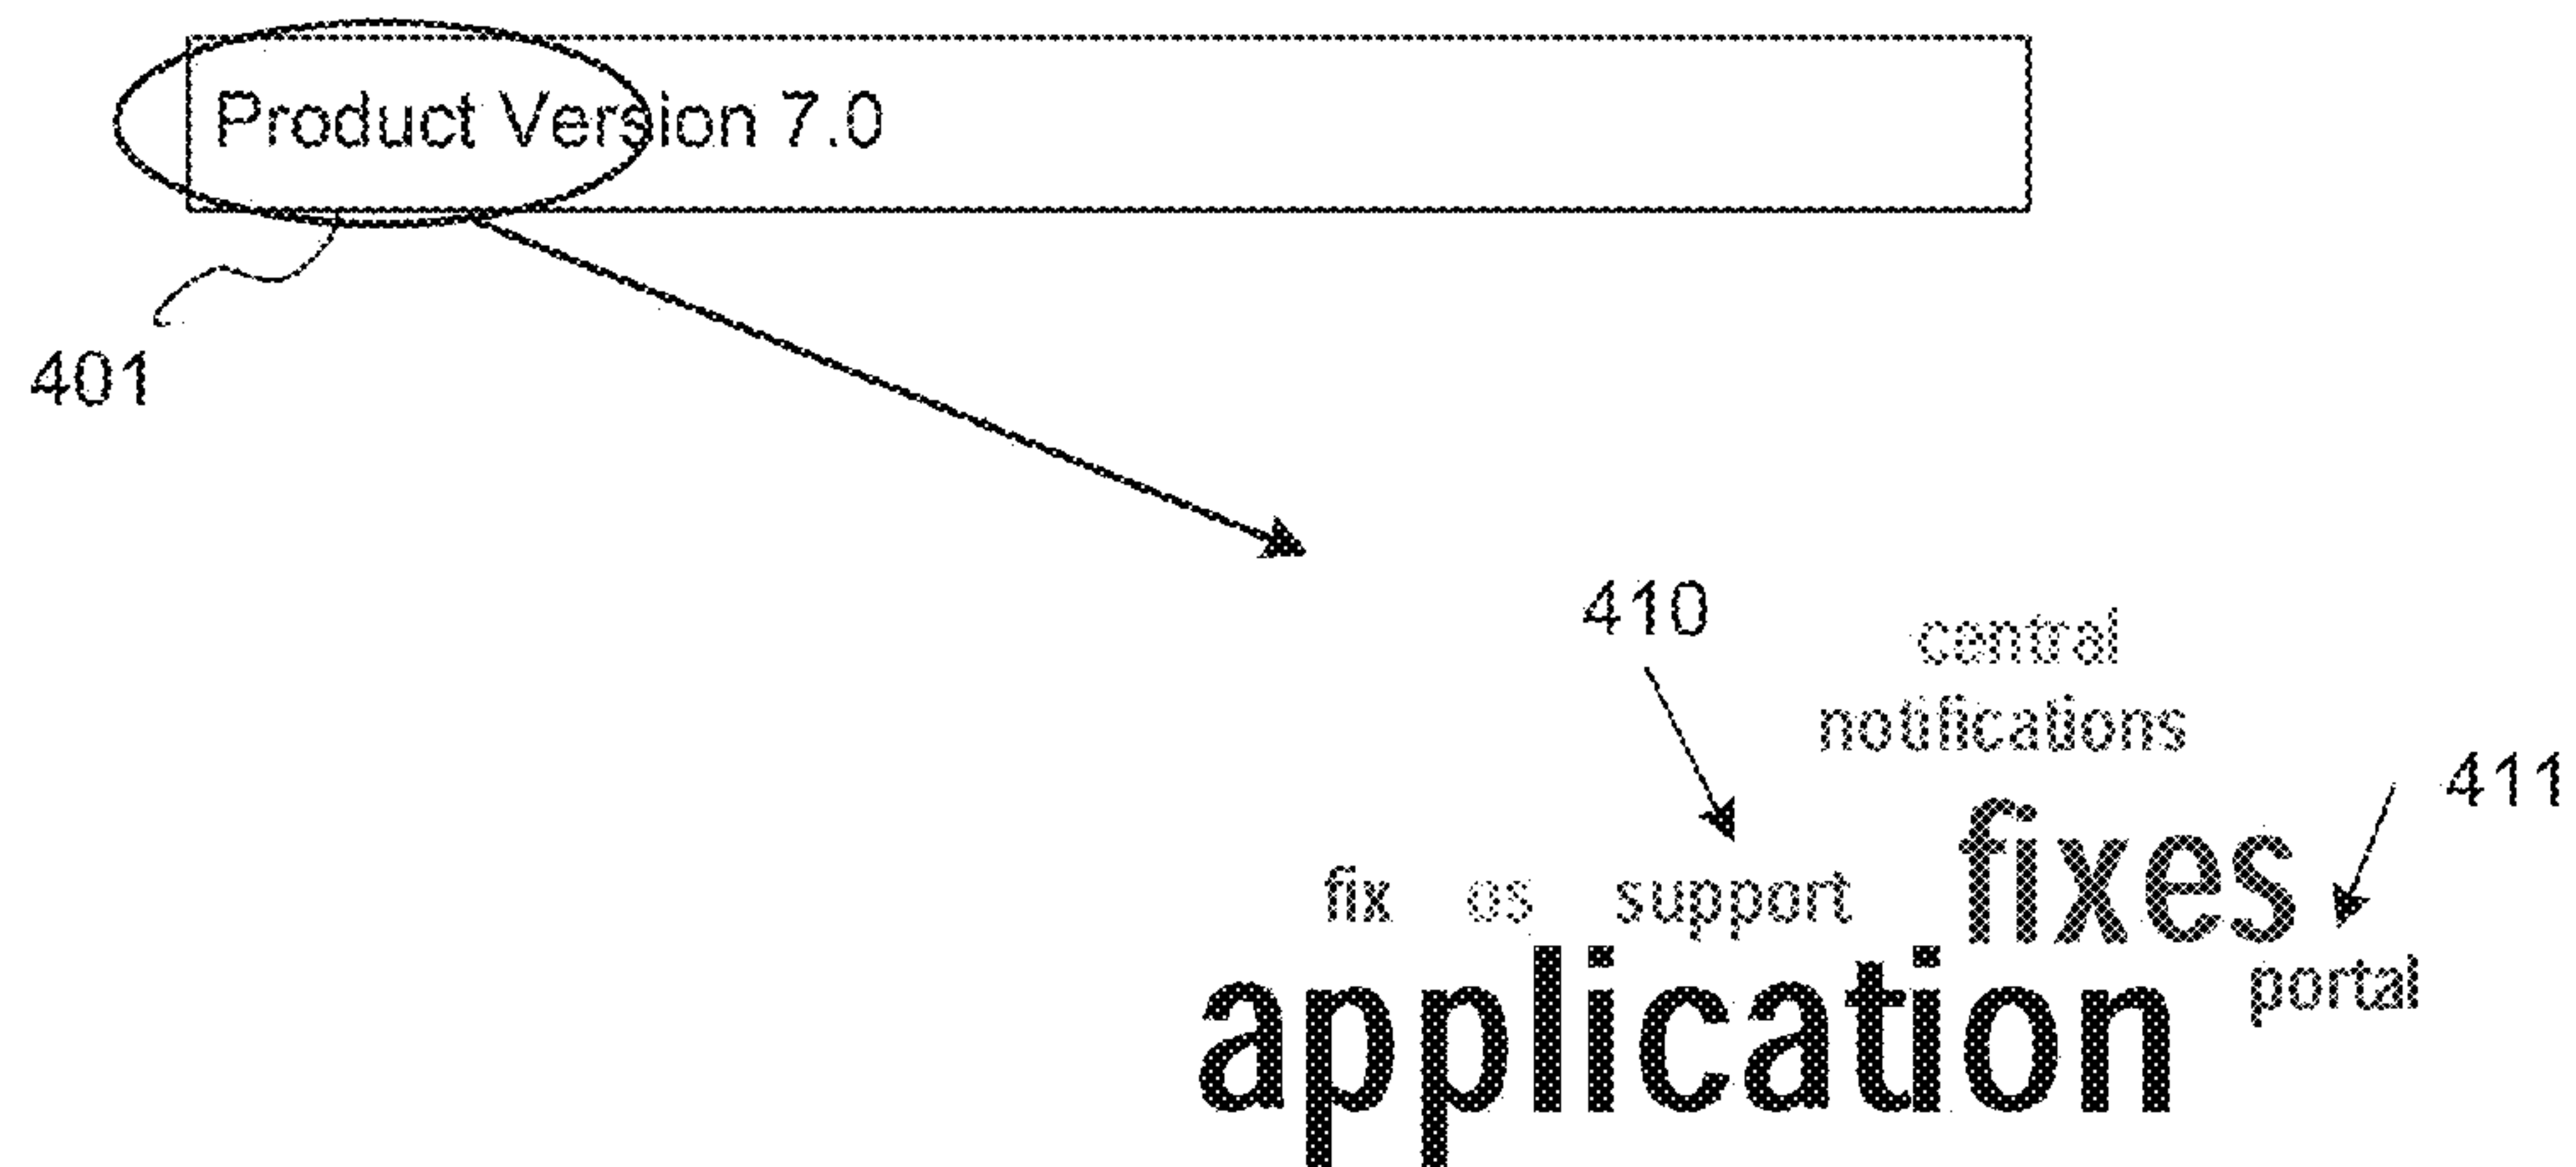 Product Version 7.0
401
410
central
notifications
411
fix os support fixes
portal
application